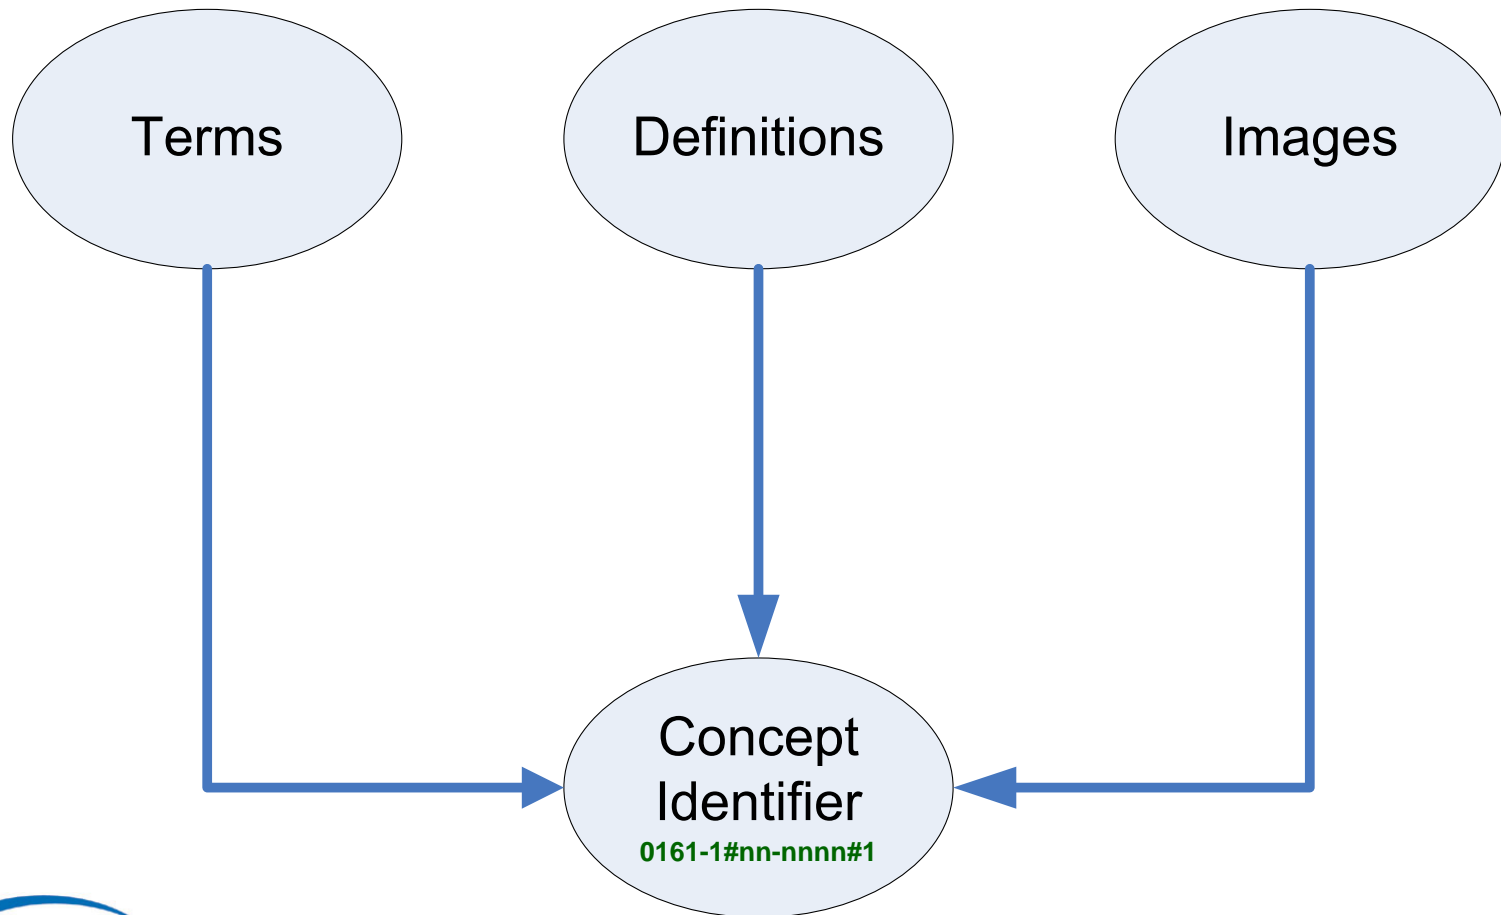 Terms
Definitions
Images
Concept
Identifier
0161-1#nn-nnnn#1